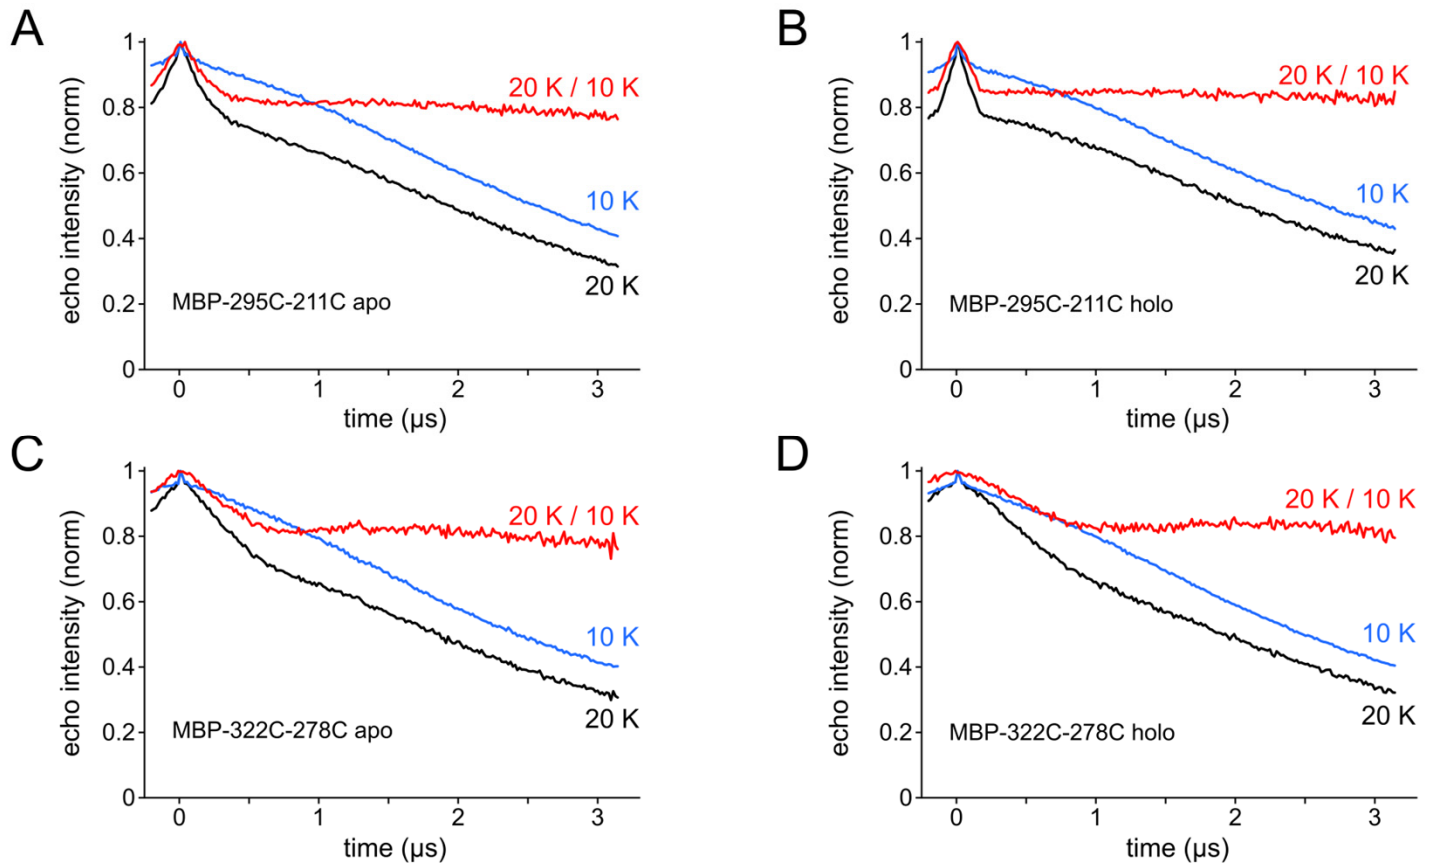 A
echo intensity (norm)
1
0.8
0.6
0.4
0.2
0
20 K / 10 K
10 K
20 K
MBP-295C-211C apo
0 1 2 3
time (µs)
B
echo intensity (norm)
1
0.8
0.6
0.4
0.2
0
20 K / 10 K
10 K
20 K
MBP-295C-211C holo
0 1 2 3
time (µs)
C
echo intensity (norm)
1
0.8
0.6
0.4
0.2
0
20 K / 10 K
10 K
20 K
MBP-322C-278C apo
0 1 2 3
time (µs)
D
echo intensity (norm)
1
0.8
0.6
0.4
0.2
0
20 K / 10 K
10 K
20 K
MBP-322C-278C holo
0 1 2 3
time (µs)